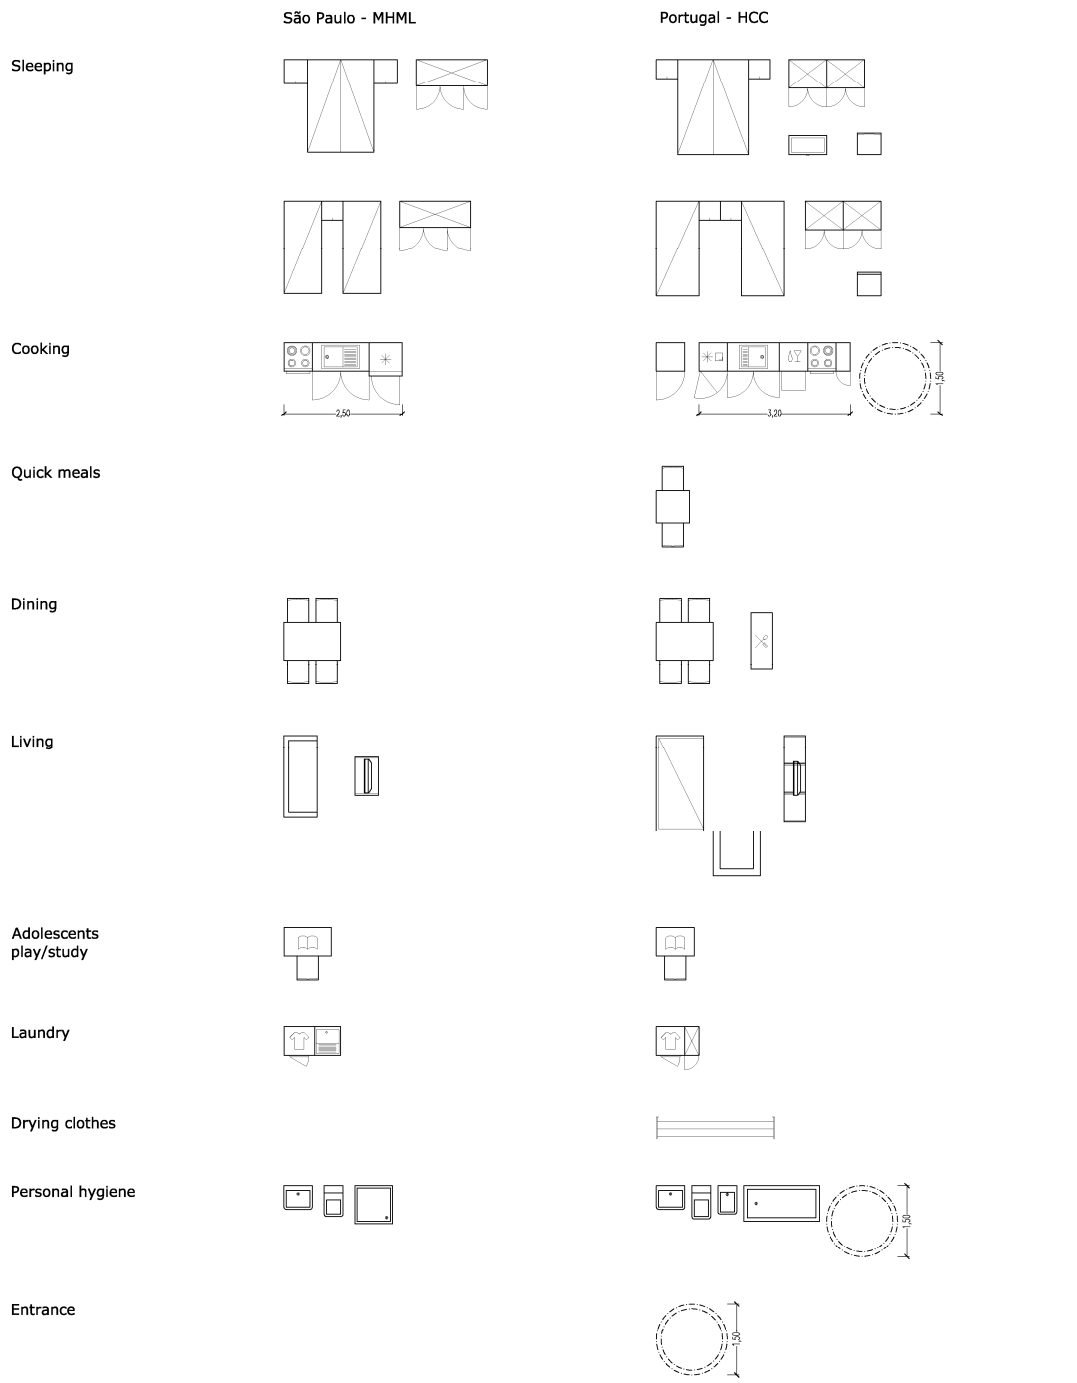 São Paulo - MHML
Portugal - HCC
Sleeping
Cooking
2,50
3,20
1,50
Quick meals
Dining
Living
Adolescents
play/study
Laundry
Drying clothes
Personal hygiene
1,50
Entrance
1,50